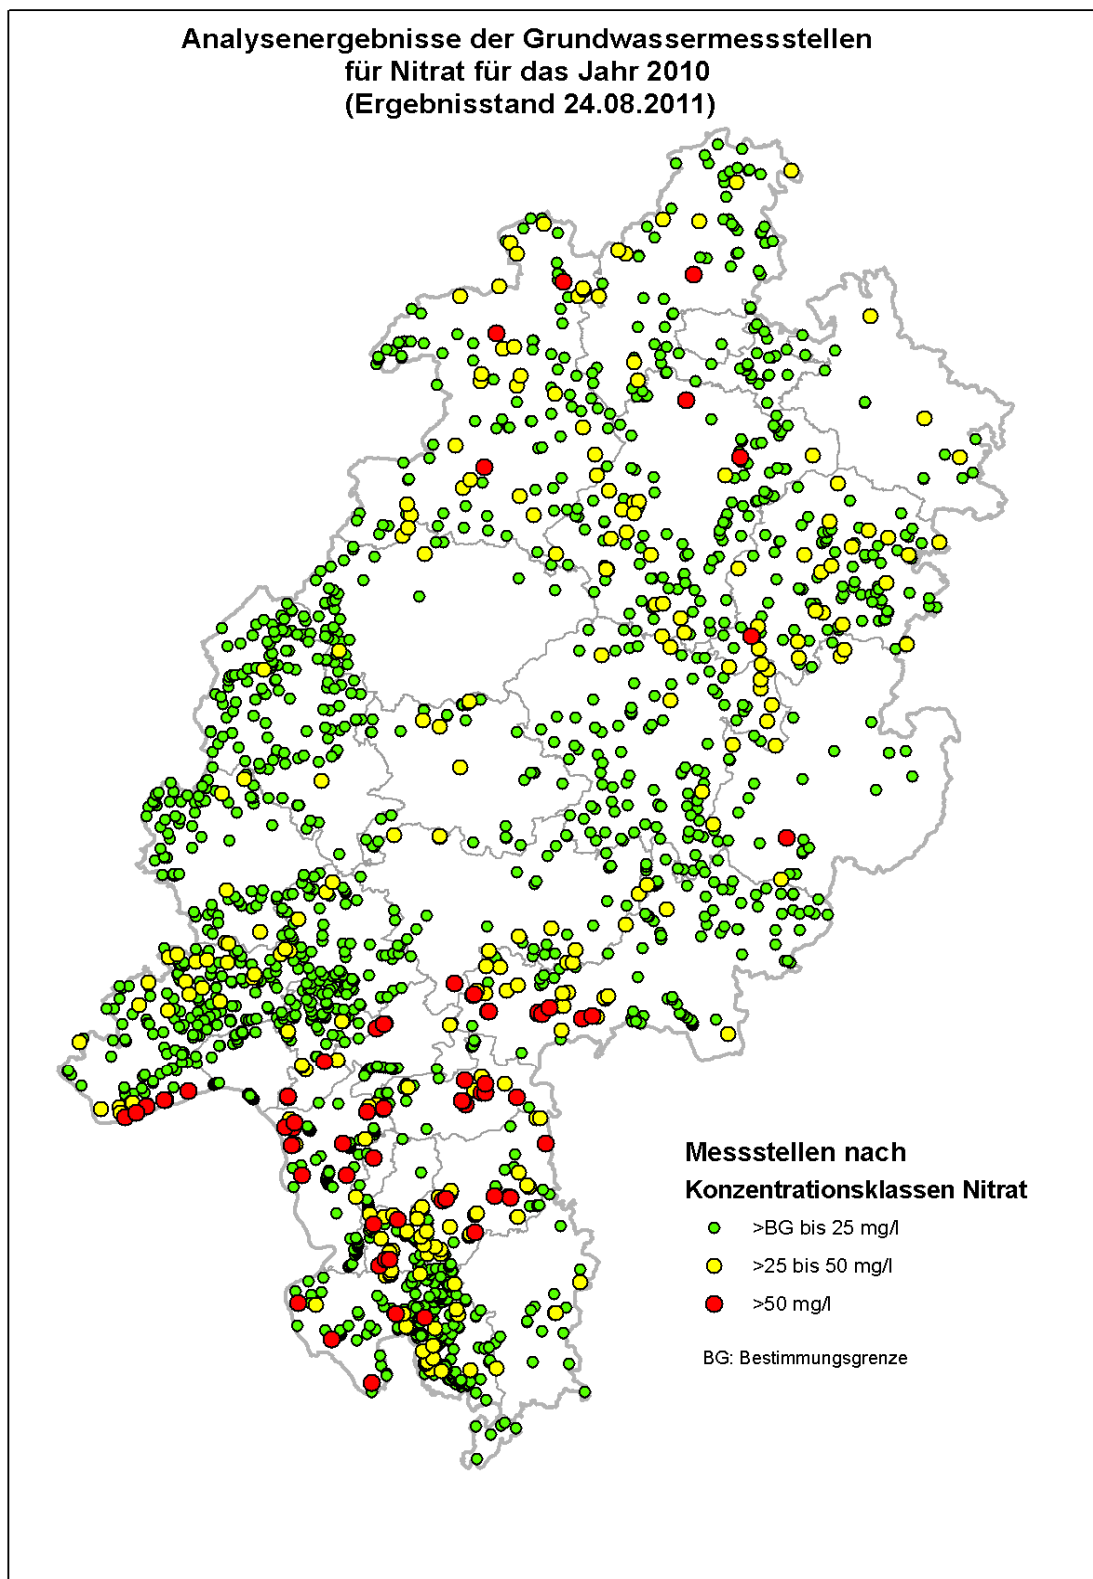 Analysenergebnisse der Grundwassermessstellen
für Nitrat für das Jahr 2010
(Ergebnisstand 24.08.2011)
Messstellen nach
Konzentrationsklassen Nitrat
>BG bis 25 mg/l
>25 bis 50 mg/l
>50 mg/l
BG: Bestimmungsgrenze